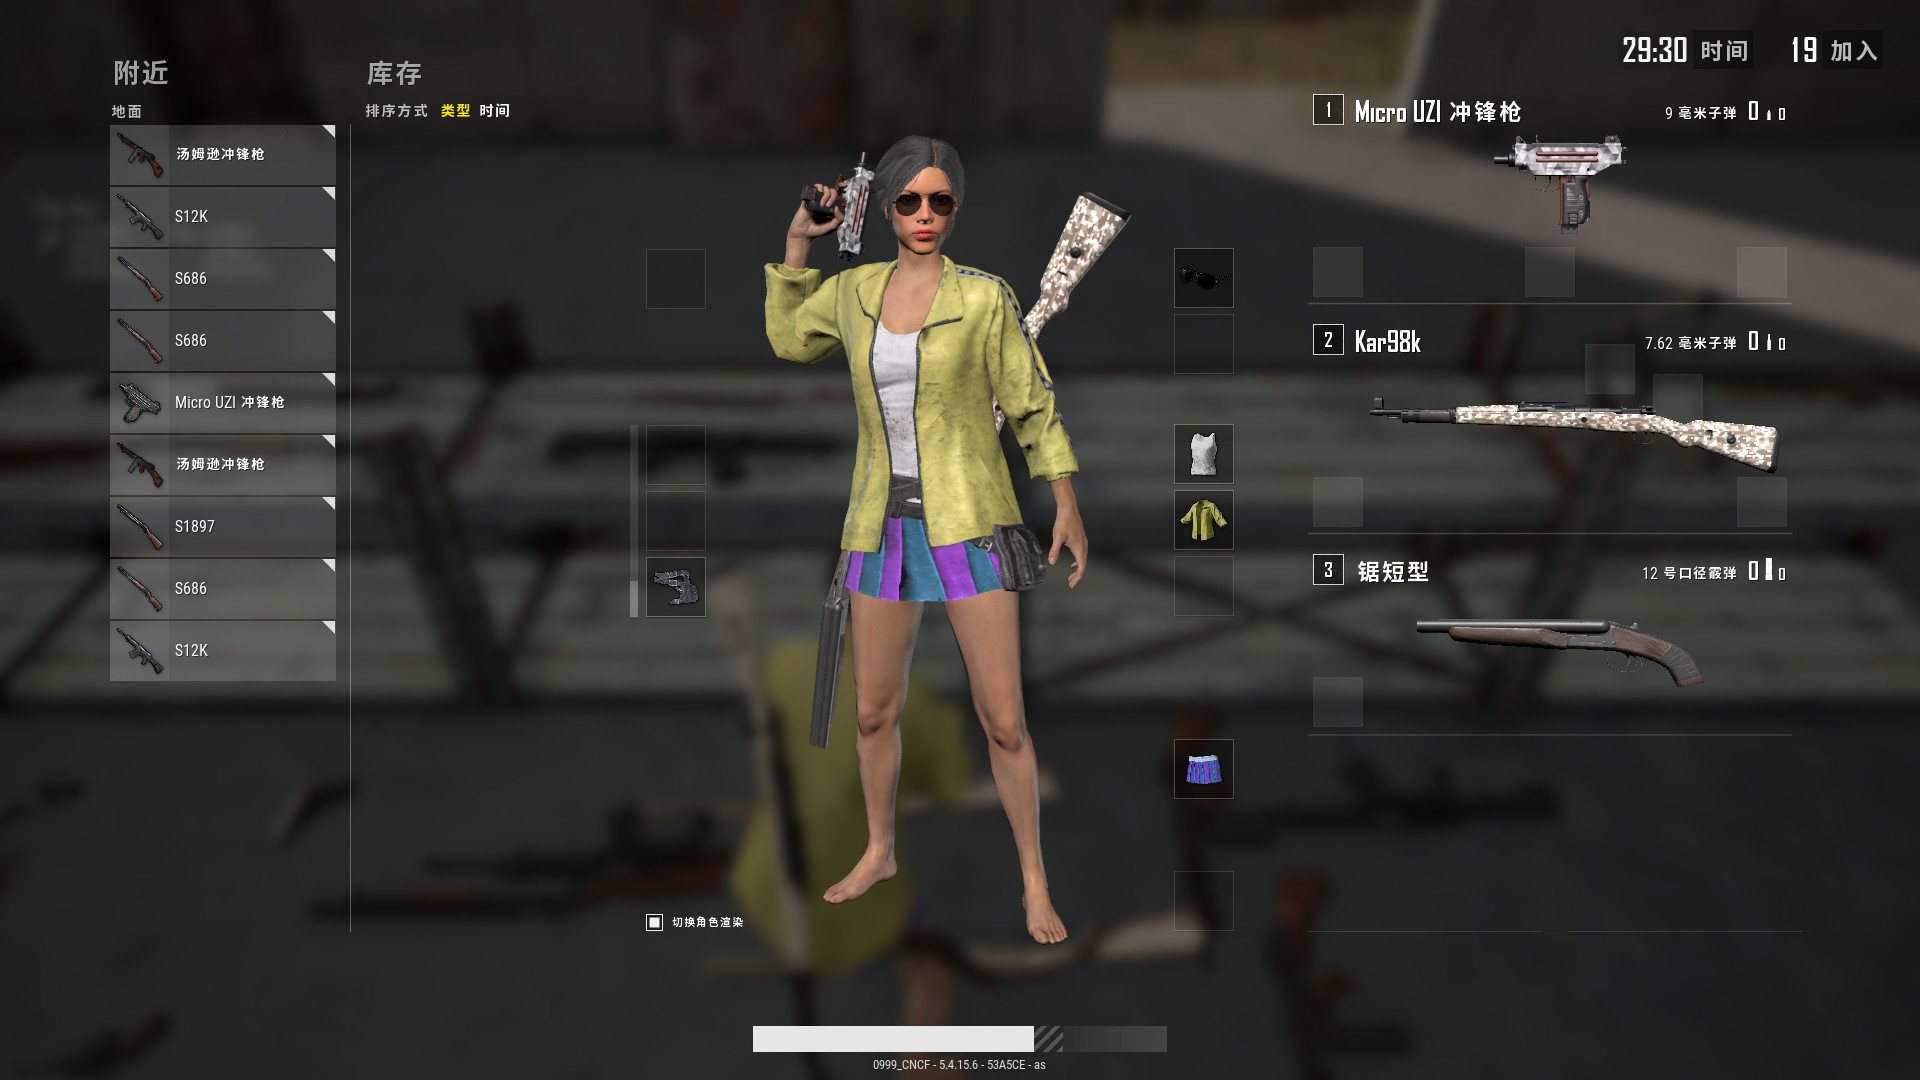 29:30 时间 19 加入
附近
地面
汤姆逊冲锋枪
S12K
S686
S686
Micro UZI 冲锋枪
汤姆逊冲锋枪
S1897
S686
S12K
库存
排序方式 类型 时间
切换角色渲染
1 Micro UZI 冲锋枪 9 毫米子弹 0 0
2 Kar98k 7.62 毫米子弹 0 0
3 锯短型 12 号口径霰弹 0 0
0999_CNCF - 5.4.15.6 - 53A5CE - as